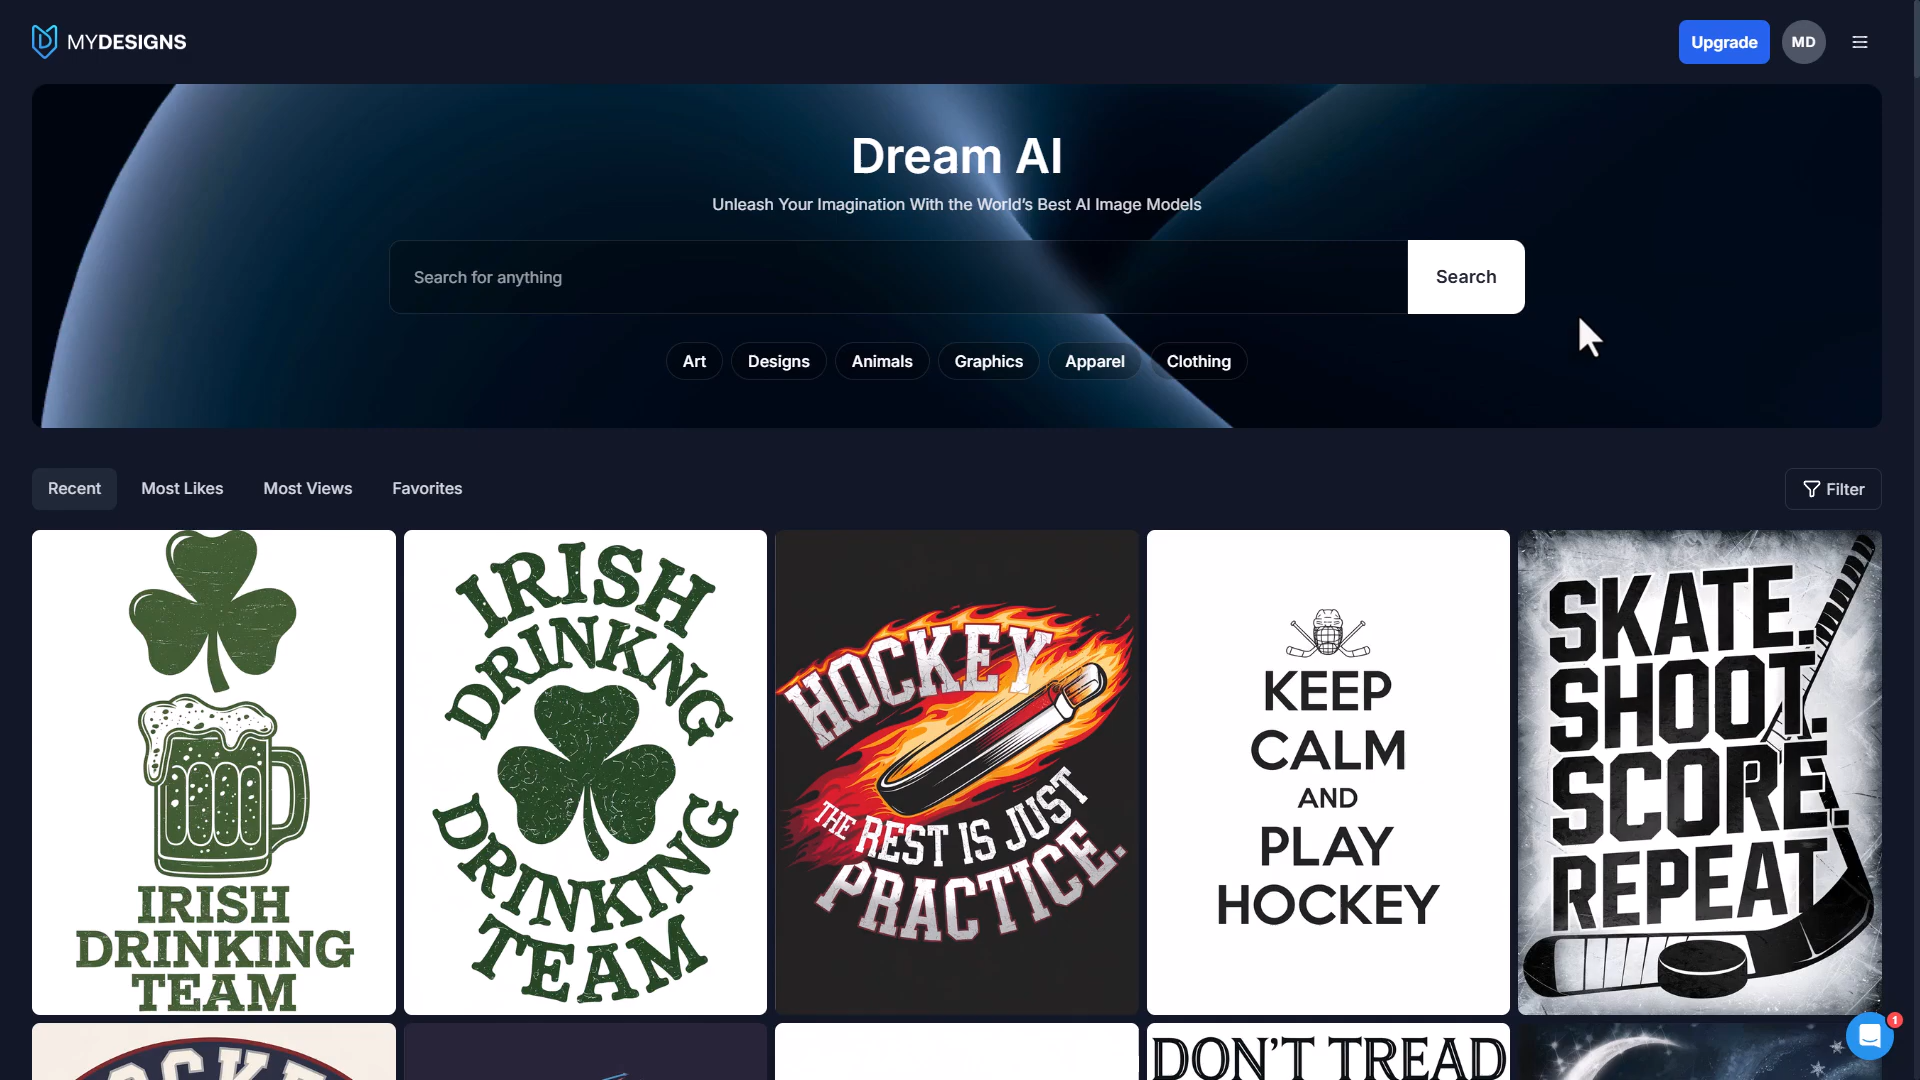 MYDESIGNS
Upgrade
MD
Dream AI
Unleash Your Imagination With the World's Best AI Image Models
Search for anything
Search
Art
Designs
Animals
Graphics
Apparel
Clothing
Recent
Most Likes
Most Views
Favorites
Filter
IRISH
DRINKING
TEAM
IRISH
DRINKNG
DRINKING
TEAM
HOCKEY
THE REST IS JUST
PRACTICE.
KEEP
CALM
AND
PLAY
HOCKEY
SKATE.
SHOOT.
SCORE.
REPEAT
DON'T TREAD
1